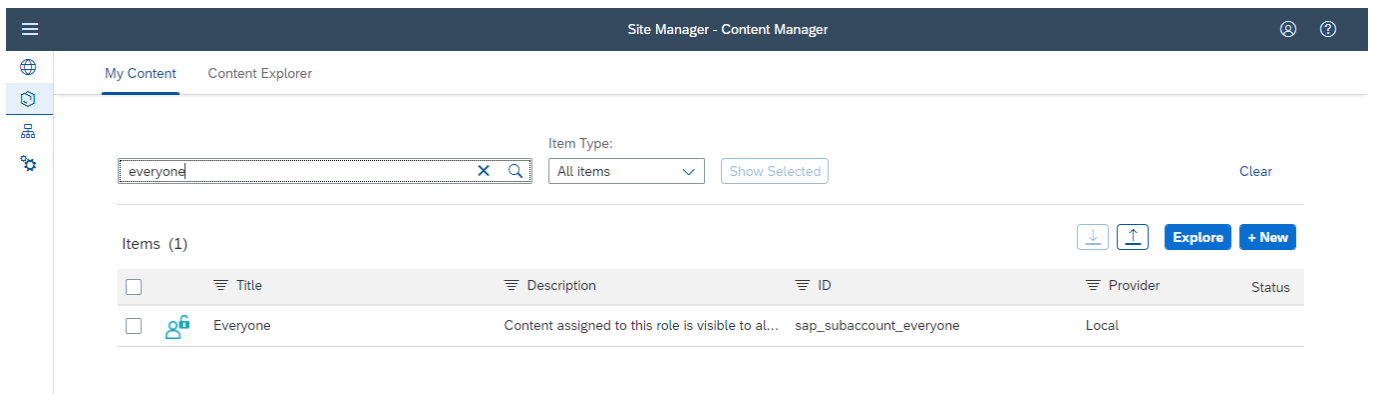 Site Manager - Content Manager
My Content Content Explorer
Item Type:
everyone All items Show Selected Clear
Items (1) Explore + New
Title Description ID Provider Status
Everyone Content assigned to this role is visible to al... sap_subaccount_everyone Local